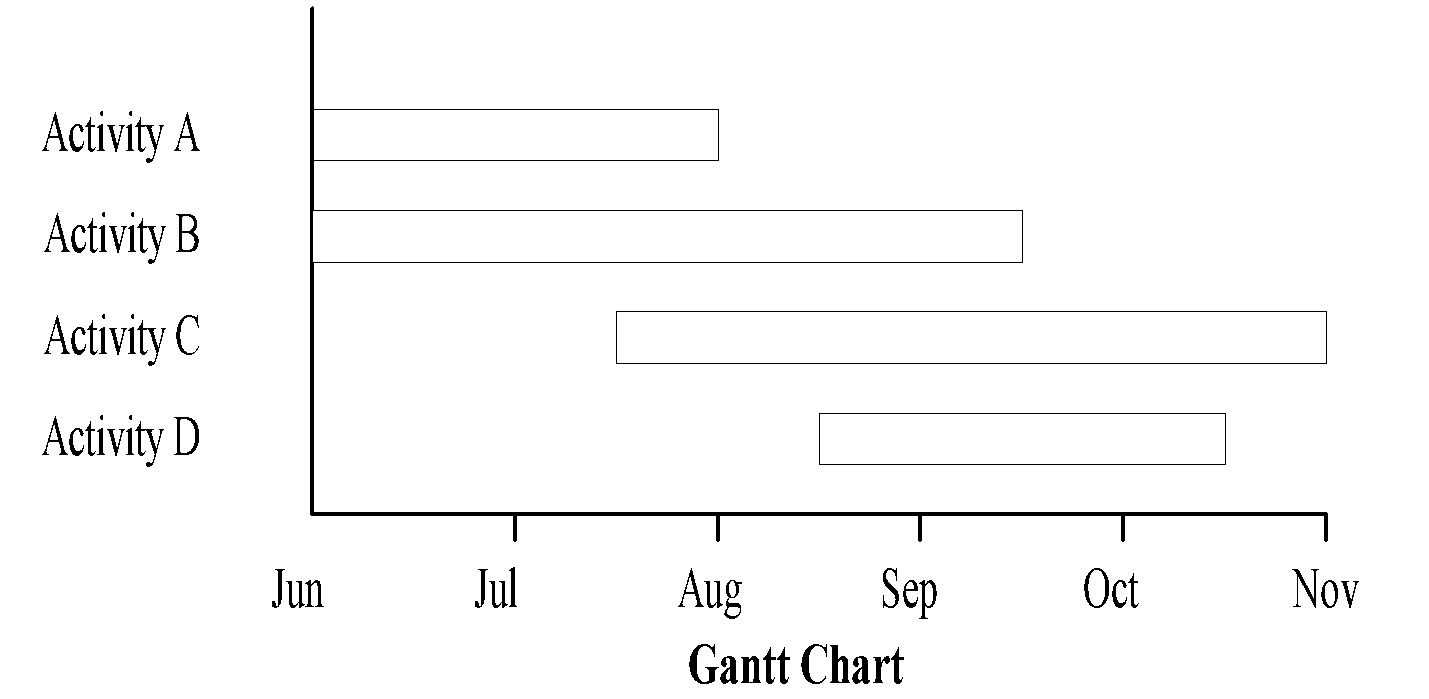 Activity A
Activity B
Activity C
Activity D
Jun Jul Aug Sep Oct Nov
Gantt Chart